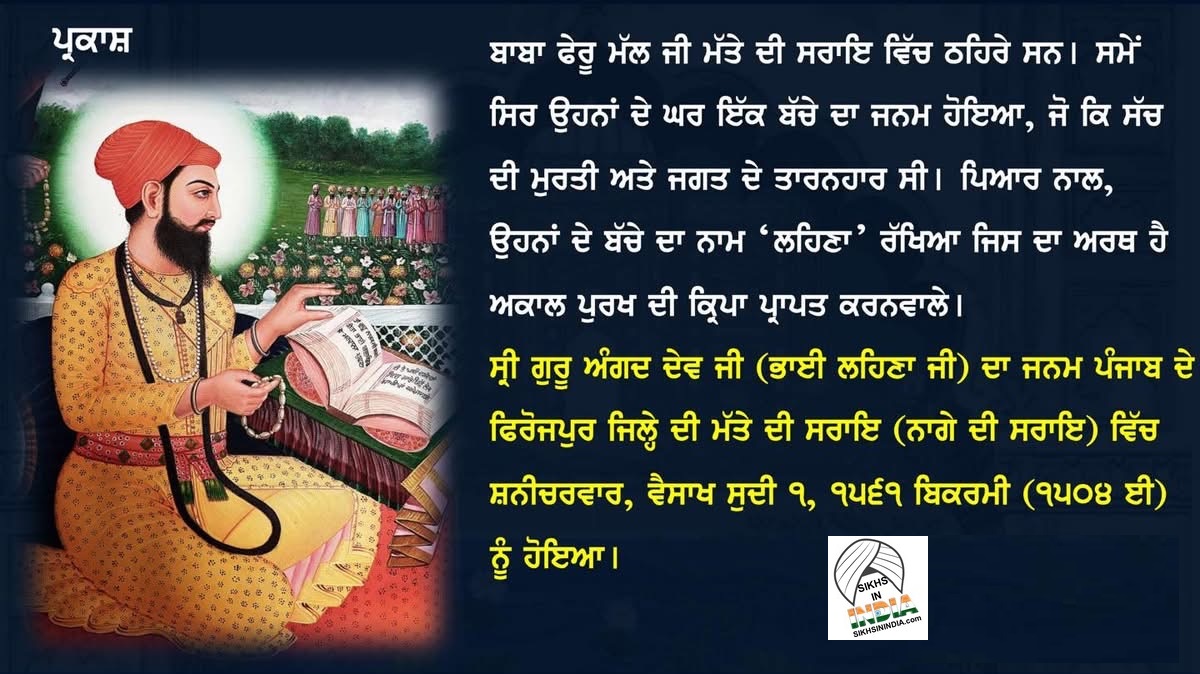 ਪ੍ਰਕਾਸ਼
ਬਾਬਾ ਫੇਰੂ ਮੱਲ ਜੀ ਮੱਤੇ ਦੀ ਸਰਾਇ ਵਿੱਚ ਠਹਿਰੇ ਸਨ। ਸਮੇਂ
ਸਿਰ ਉਹਨਾਂ ਦੇ ਘਰ ਇੱਕ ਬੱਚੇ ਦਾ ਜਨਮ ਹੋਇਆ, ਜੋ ਕਿ ਸੱਚ
ਦੀ ਮੁਰਤੀ ਅਤੇ ਜਗਤ ਦੇ ਤਾਰਨਹਾਰ ਸੀ। ਪਿਆਰ ਨਾਲ,
ਉਹਨਾਂ ਦੇ ਬੱਚੇ ਦਾ ਨਾਮ ‘ਲਹਿਣਾ’ ਰੱਖਿਆ ਜਿਸ ਦਾ ਅਰਥ ਹੈ
ਅਕਾਲ ਪੁਰਖ ਦੀ ਕ੍ਰਿਪਾ ਪ੍ਰਾਪਤ ਕਰਨਵਾਲੇ।
ਸ੍ਰੀ ਗੁਰੂ ਅੰਗਦ ਦੇਵ ਜੀ (ਭਾਈ ਲਹਿਣਾ ਜੀ) ਦਾ ਜਨਮ ਪੰਜਾਬ ਦੇ
ਫਿਰੋਜਪੁਰ ਜਿਲ੍ਹੇ ਦੀ ਮੱਤੇ ਦੀ ਸਰਾਇ (ਨਾਗੇ ਦੀ ਸਰਾਇ) ਵਿੱਚ
ਸ਼ਨੀਚਰਵਾਰ, ਵੈਸਾਖ ਸੁਦੀ ੧, ੧੫੬੧ ਬਿਕਰਮੀ (੧੫੦੪ ਈ)
ਨੂੰ ਹੋਇਆ।
SIKHS
IN
INDIA
SIKHSININDIA.com